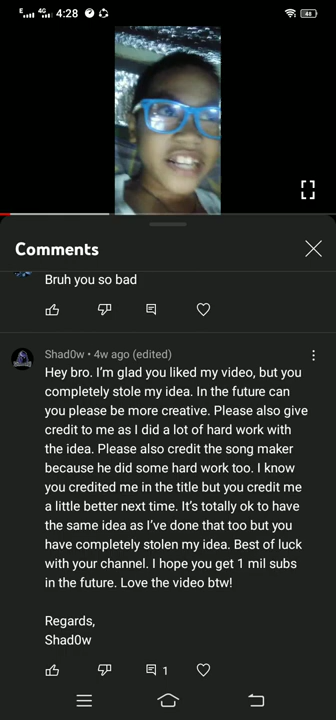 E 4G 4:28 48
Comments
Bruh you so bad
Shad0w • 4w ago (edited)
Hey bro. I'm glad you liked my video, but you
completely stole my idea. In the future can
you please be more creative. Please also give
credit to me as I did a lot of hard work with
the idea. Please also credit the song maker
because he did some hard work too. I know
you credited me in the title but you credit me
a little better next time. It's totally ok to have
the same idea as I've done that too but you
have completely stolen my idea. Best of luck
with your channel. I hope you get 1 mil subs
in the future. Love the video btw!
Regards,
Shad0w
1